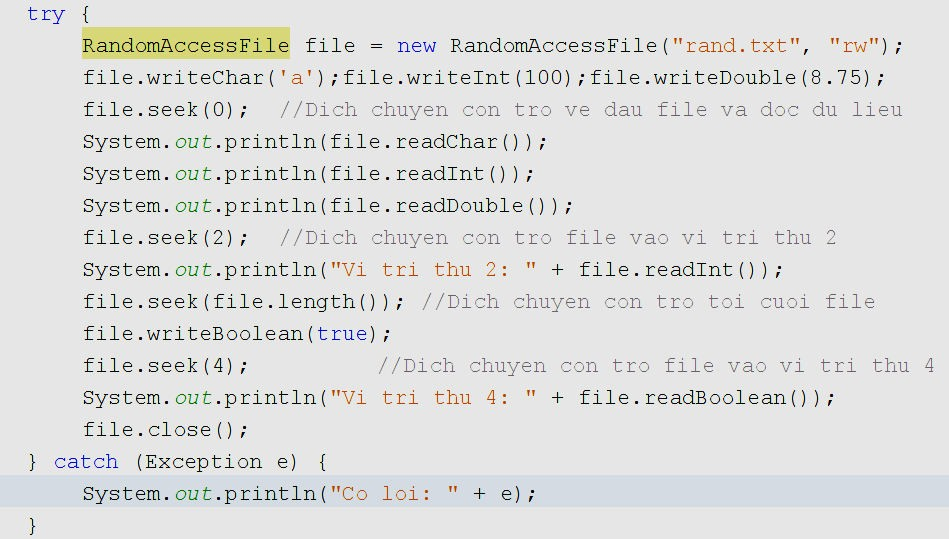 try {
RandomAccessFile file = new RandomAccessFile("rand.txt", "rw");
file.writeChar('a');file.writeInt(100);file.writeDouble(8.75);
file.seek(0);  //Dich chuyen con tro ve dau file va doc du lieu
System.out.println(file.readChar());
System.out.println(file.readInt());
System.out.println(file.readDouble());
file.seek(2);  //Dich chuyen con tro file vao vi tri thu 2
System.out.println("Vi tri thu 2: " + file.readInt());
file.seek(file.length()); //Dich chuyen con tro toi cuoi file
file.writeBoolean(true);
file.seek(4);          //Dich chuyen con tro file vao vi tri thu 4
System.out.println("Vi tri thu 4: " + file.readBoolean());
file.close();
} catch (Exception e) {
System.out.println("Co loi: " + e);
}